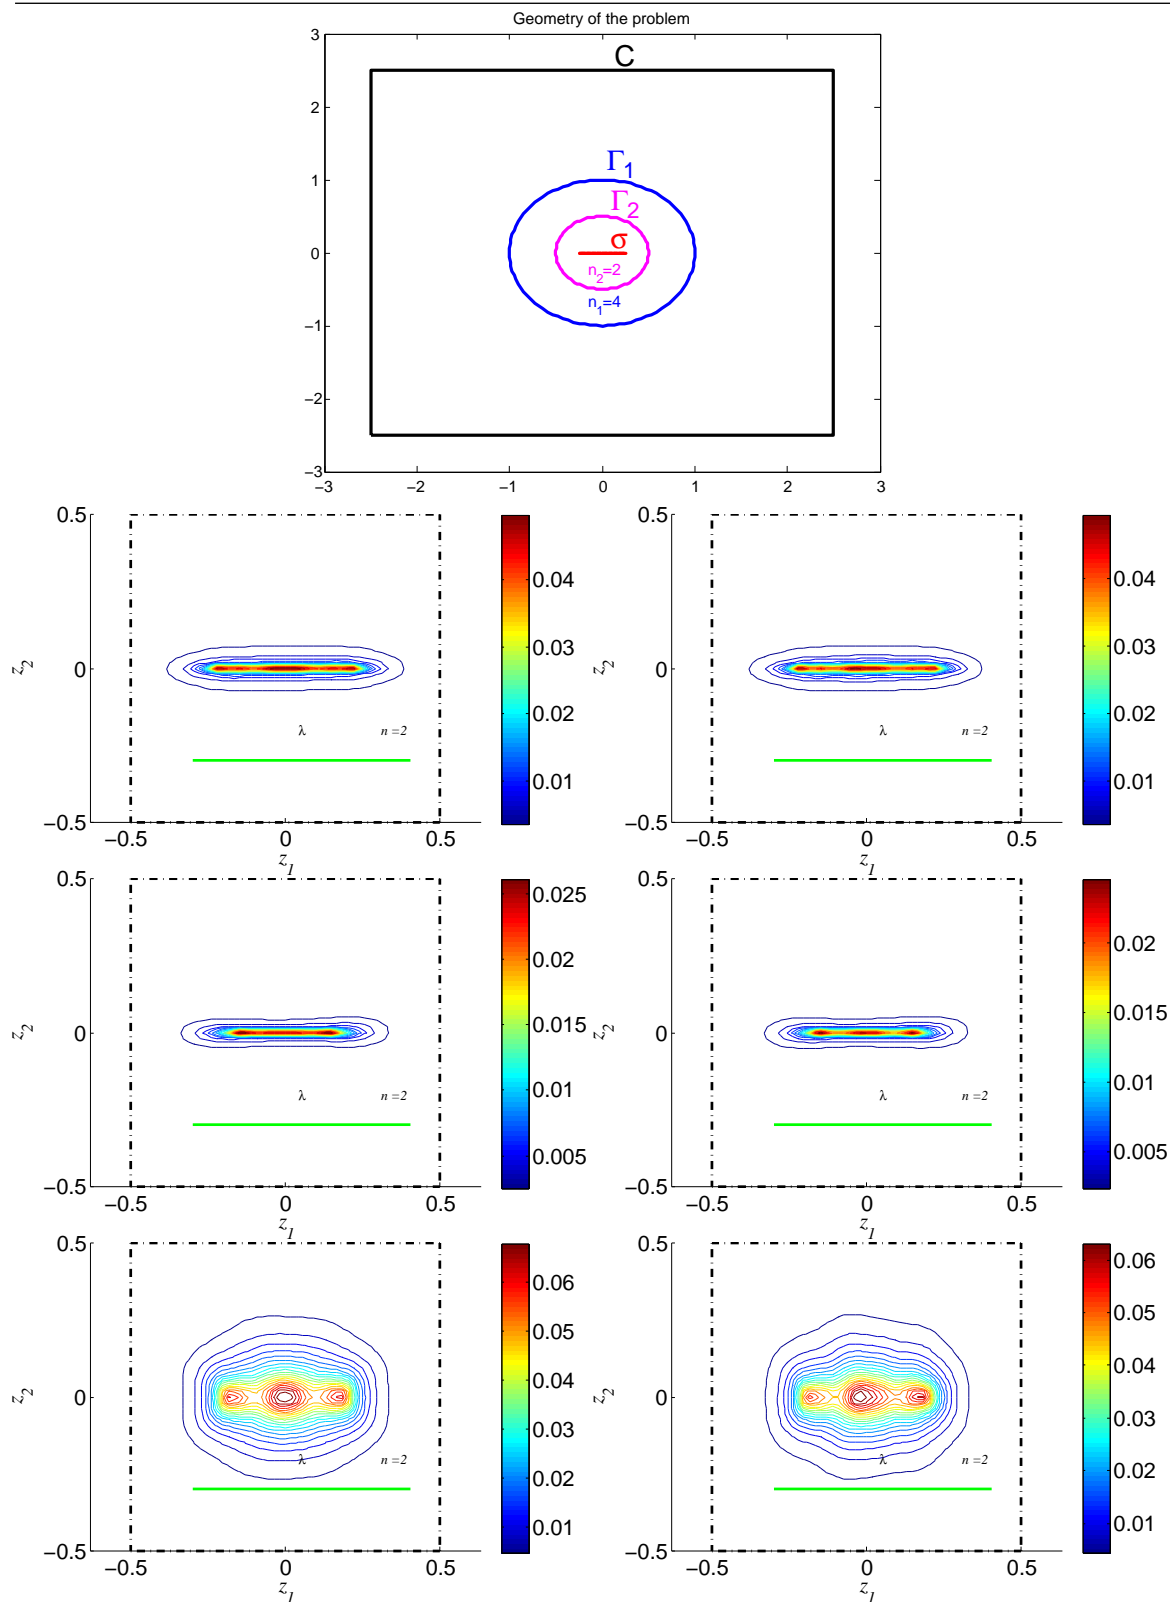 Geometry of the problem
3
2
1
0
−1
−2
−3
−3 −2 −1 0 1 2 3
C
Γ1
Γ2
σ
n2=2
n1=4
0.5
0
−0.5
−0.5 0 0.5
z2
z1
λ n=2
0.04
0.03
0.02
0.01
0.5
0
−0.5
−0.5 0 0.5
z2
z1
λ n=2
0.04
0.03
0.02
0.01
0.5
0
−0.5
−0.5 0 0.5
z2
z1
λ n=2
0.025
0.02
0.015
0.01
0.005
0.5
0
−0.5
−0.5 0 0.5
z2
z1
λ n=2
0.02
0.015
0.01
0.005
0.5
0
−0.5
−0.5 0 0.5
z2
z1
λ n=2
0.06
0.05
0.04
0.03
0.02
0.01
0.5
0
−0.5
−0.5 0 0.5
z2
z1
λ n=2
0.06
0.05
0.04
0.03
0.02
0.01